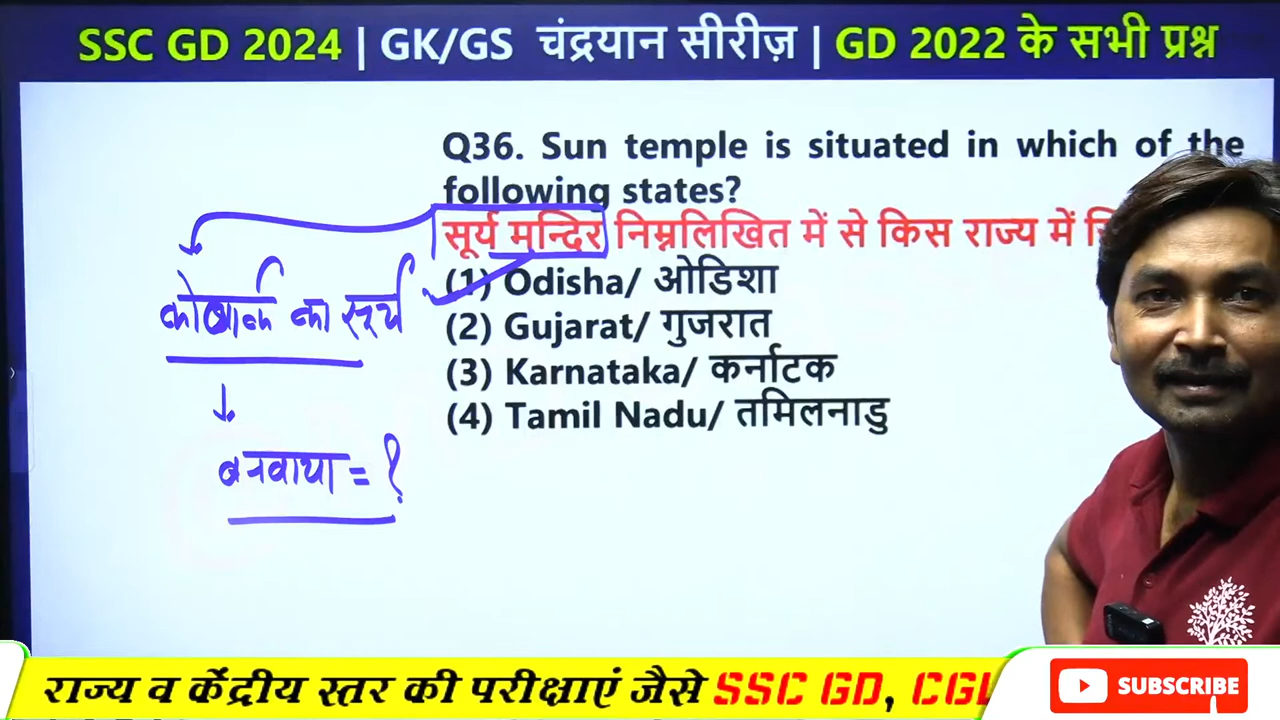 SSC GD 2024 | GK/GS चंद्रयान सीरीज़ | GD 2022 के सभी प्रश्न
Q36. Sun temple is situated in which of the
following states?
सूर्य मन्दिर निम्नलिखित में से किस राज्य में
(1) Odisha/ ओडिशा
(2) Gujarat/ गुजरात
(3) Karnataka/ कर्नाटक
(4) Tamil Nadu/ तमिलनाडु
कोणार्क का सूर्य
बनवाया = ?
राज्य व केंद्रीय स्तर की परीक्षाएं जैसे SSC GD, CGL
SUBSCRIBE